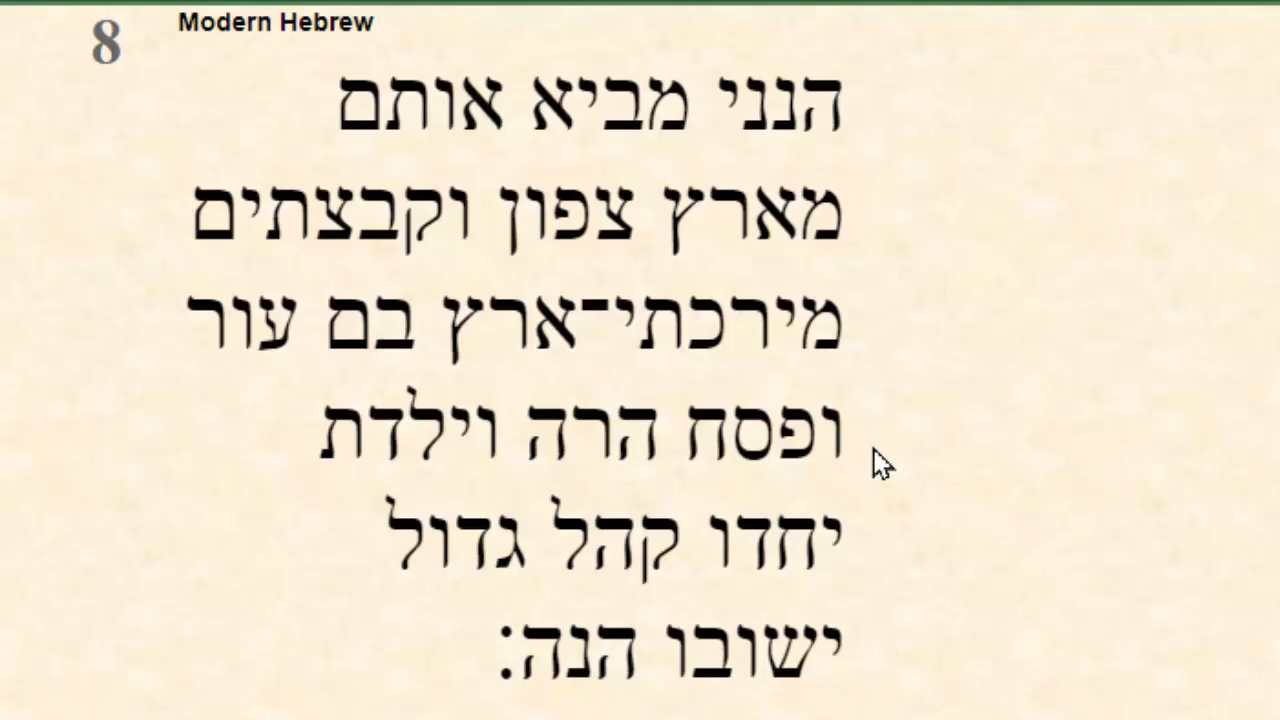 8
Modern Hebrew
הנני מביא אותם
מארץ צפון וקבצתים
מירכתי־ארץ בם עור
ופסח הרה וילדת
יחדו קהל גדול
ישובו הנה: